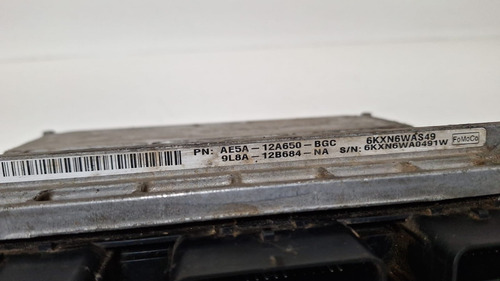 PN: AE5A-12A650-BGC 6KXN6WAS49
9L8A-12B684-NA S/N: 6KXN6WA0491W
FoMoCo